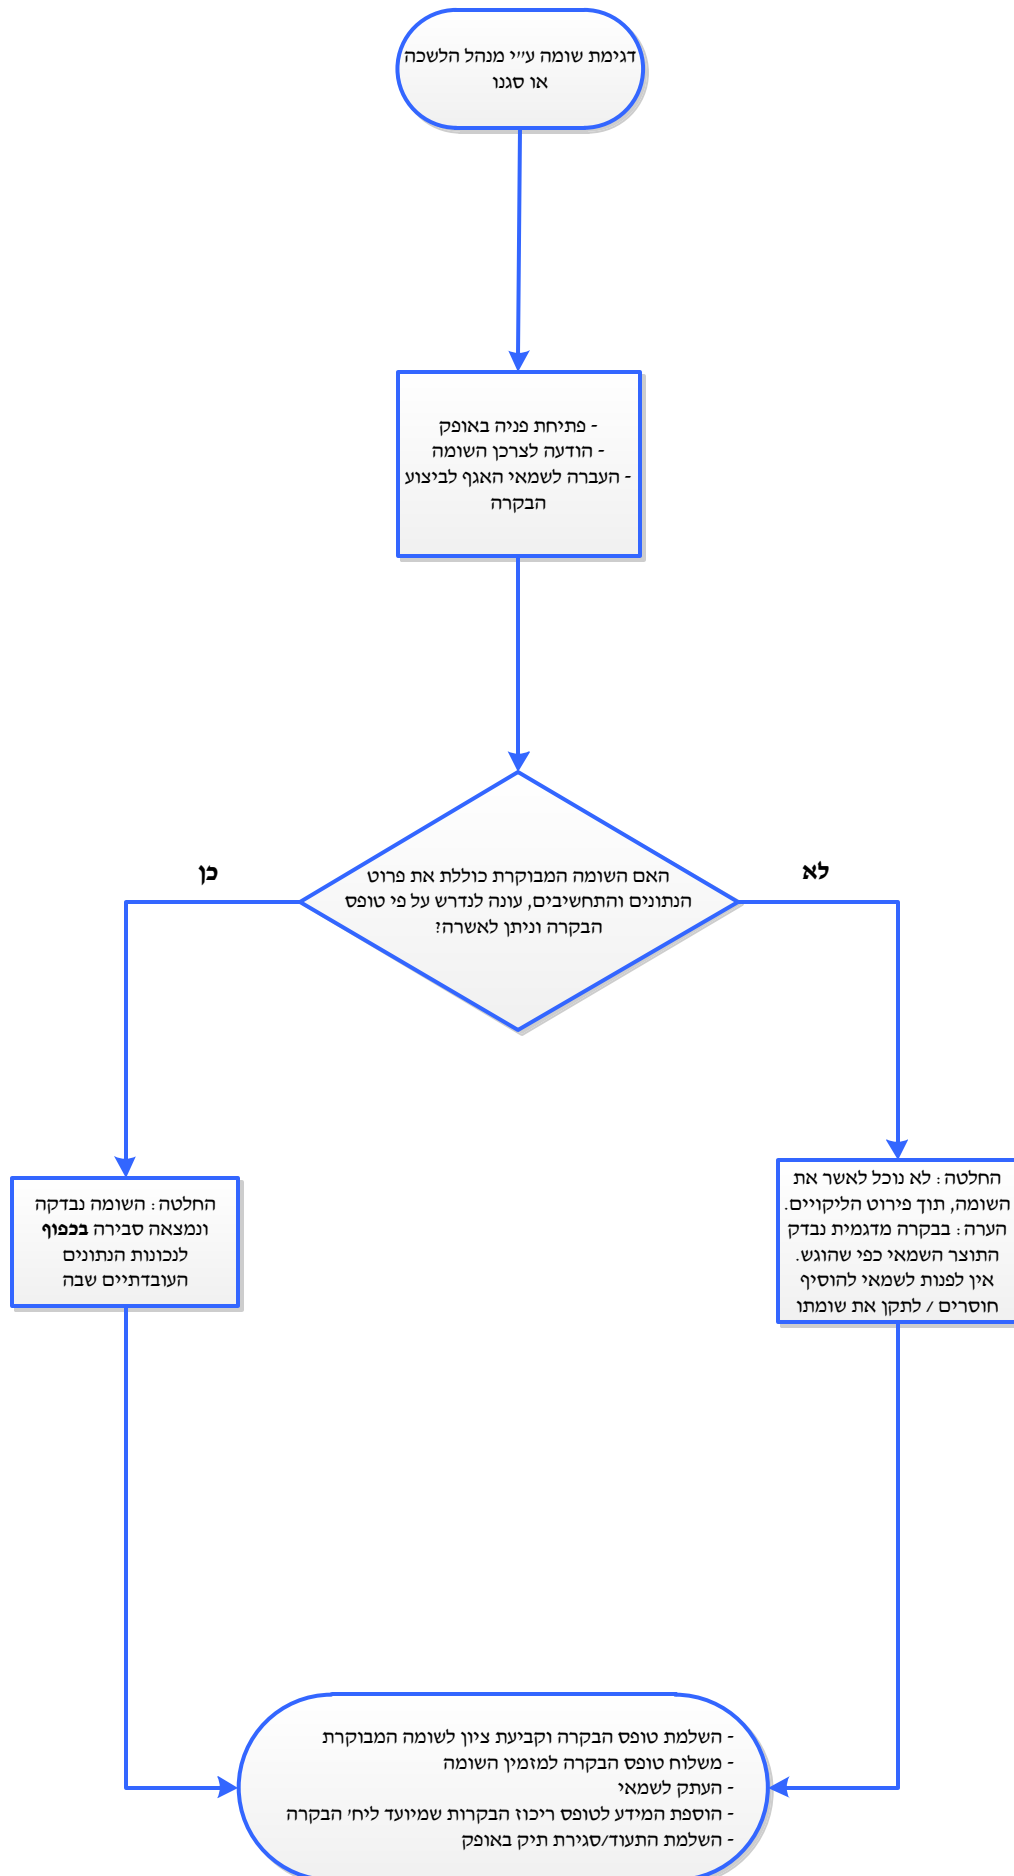 דגימת שומה ע״י מנהל הלשכה
או סגנו
- פתיחת פניה באופק
- הודעה לצרכן השומה
- העברה לשמאי האגף לביצוע
הבקרה
האם השומה המבוקרת כוללת את פרוט
הנתונים והתחשיבים, עונה לנדרש על פי טופס
הבקרה וניתן לאשרה?
לא
כן
החלטה: לא נוכל לאשר את
השומה, תוך פירוט הליקויים.
הערה: בבקרה מדגמית נבדק
התוצר השמאי כפי שהוגש.
אין לפנות לשמאי להוסיף
חוסרים / לתקן את שומתו
החלטה: השומה נבדקה
ונמצאה סבירה בכפוף
לנכונות הנתונים
העובדתיים שבה
- השלמת טופס הבקרה וקביעת ציון לשומה המבוקרת
- משלוח טופס הבקרה למזמין השומה
- העתק לשמאי
- הוספת המידע לטופס ריכוז הבקרות שמיועד ליח׳ הבקרה
- השלמת התעוד/סגירת תיק באופק